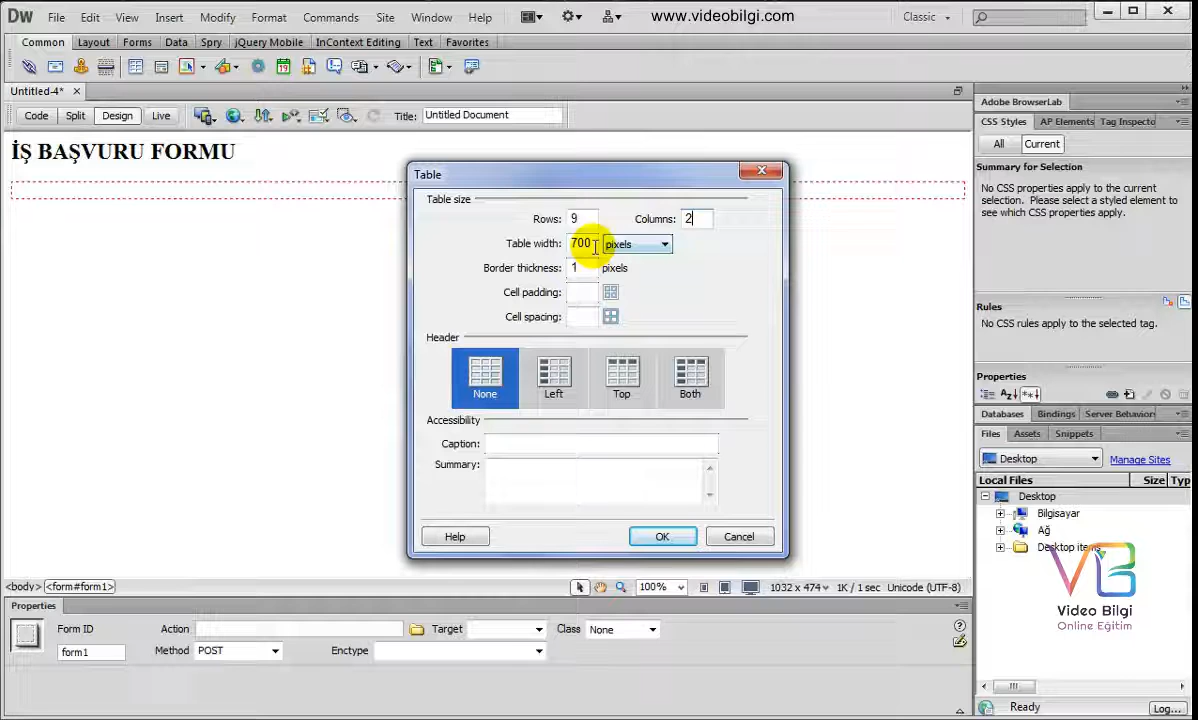 Dw File Edit View Insert Modify Format Commands Site Window Help www.videobilgi.com Classic
Common Layout Forms Data Spry jQuery Mobile InContext Editing Text Favorites
Untitled-4*
Code Split Design Live Title: Untitled Document
İŞ BAŞVURU FORMU
Table
Table size
Rows: 9 Columns: 2
Table width: 700 pixels
Border thickness: 1 pixels
Cell padding:
Cell spacing:
Header
None Left Top Both
Accessibility
Caption:
Summary:
Help OK Cancel
Adobe BrowserLab
CSS Styles AP Elements Tag Inspecto
All Current
Summary for Selection
No CSS properties apply to the current
selection. Please select a styled element
to see which CSS properties apply.
Rules
No CSS rules apply to the selected tag.
Properties
Databases Bindings Server Behavior
Files Assets Snippets
Desktop Manage Sites
Local Files Size Typ
Desktop
Bilgisayar
Ağ
Desktop items
VB
Video Bilgi
Online Eğitim
<body> <form#form1> 100% 1032 x 474 1K / 1 sec Unicode (UTF-8)
Properties
Form ID Action Target Class None
form1 Method POST Enctype
Ready Log...